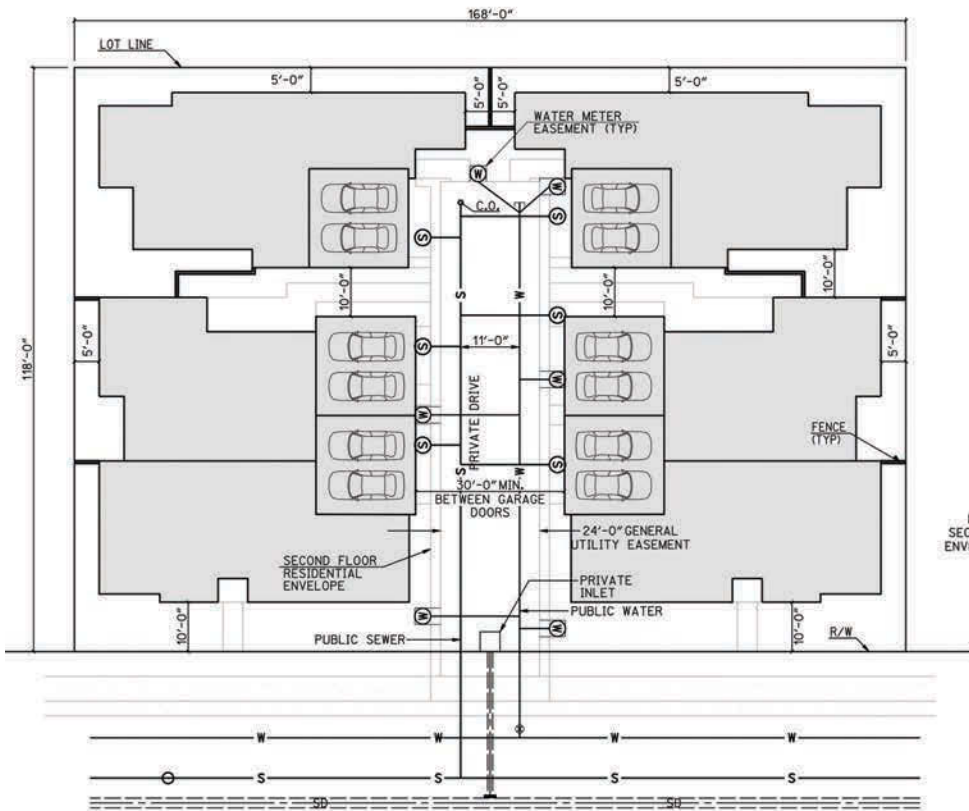 168'-0"
LOT LINE
5'-0"
5'-0"
5'-0"
5'-0"
WATER METER
EASEMENT (TYP)
W
W
C.O.
S
S
10'-0"
10'-0"
10'-0"
S
W
118'-0"
5'-0"
S
S
11'-0"
5'-0"
W
W
PRIVATE DRIVE
FENCE
(TYP)
S
S
S
W
30'-0" MIN.
BETWEEN GARAGE
DOORS
24'-0" GENERAL
UTILITY EASEMENT
SECOND FLOOR
RESIDENTIAL
ENVELOPE
SEC
ENV
PRIVATE
INLET
PUBLIC WATER
10'-0"
W
W
10'-0"
PUBLIC SEWER
R/W
W
W
W
W
S
S
S
S
SD
SD